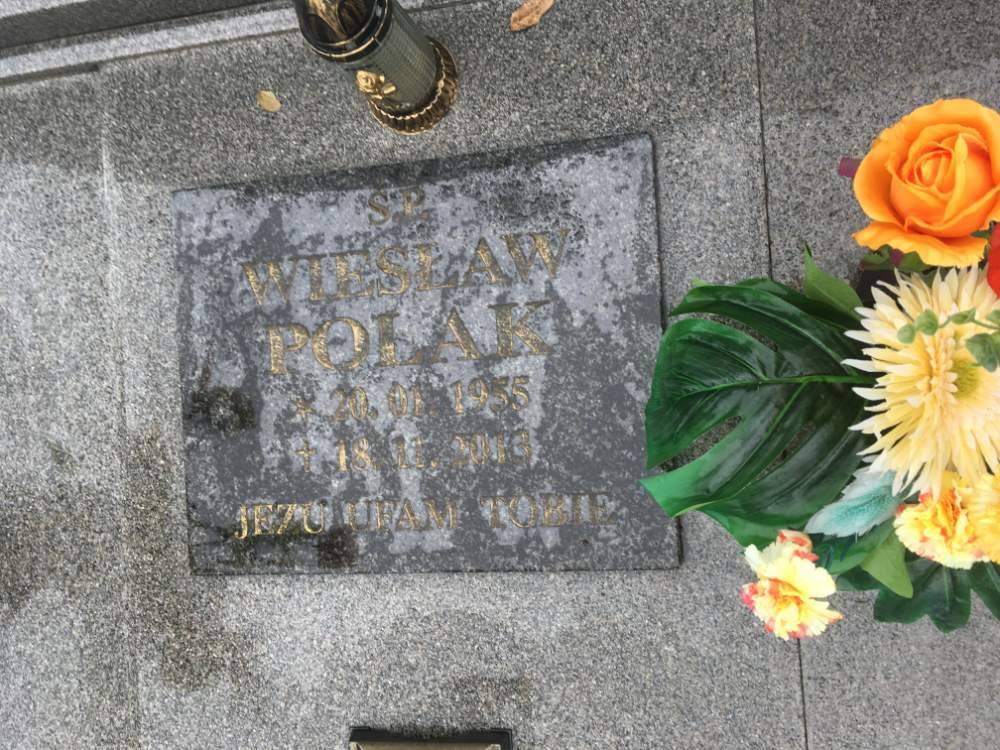 Ś.P.
WIESŁAW
POLAK
* 20. 01. 1955
† 18. 11. 2013
JEZU UFAM TOBIE